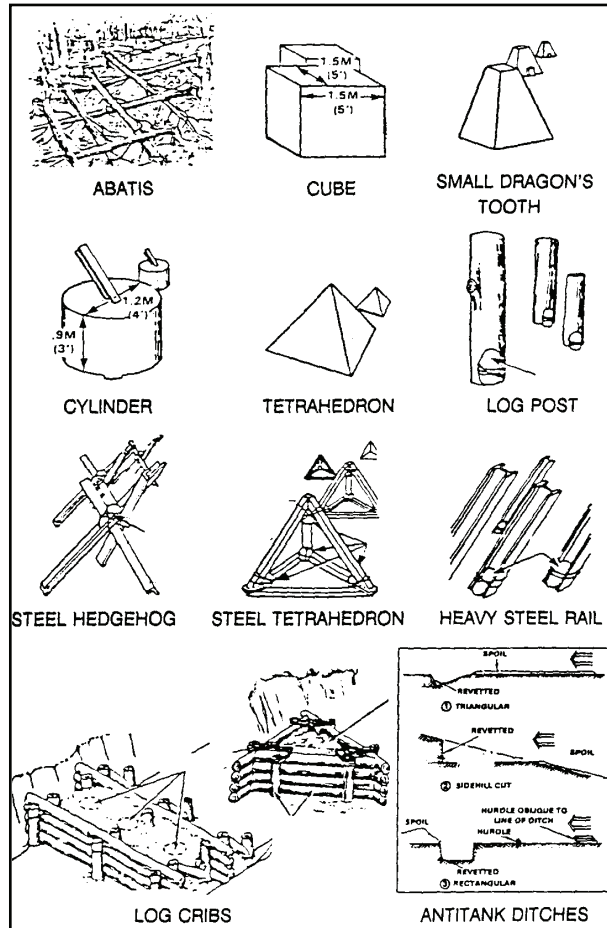 1.5M
(5')
1.5M
(5')
ABATIS
CUBE
SMALL DRAGON'S
TOOTH
1.2M
(4')
.9M
(3')
CYLINDER
TETRAHEDRON
LOG POST
STEEL HEDGEHOG
STEEL TETRAHEDRON
HEAVY STEEL RAIL
SPOIL
REVETTED
① TRIANGULAR
REVETTED
SPOIL
② SIDEHILL CUT
HURDLE OBLIQUE TO
LINE OF DITCH
SPOIL
HURDLE
REVETTED
③ RECTANGULAR
LOG CRIBS
ANTITANK DITCHES